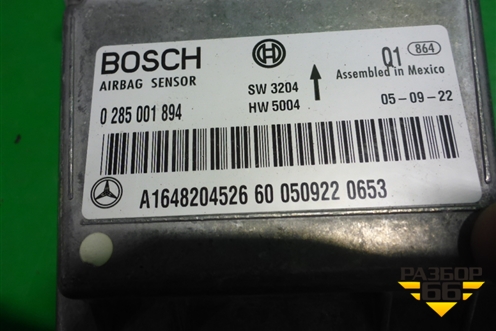 BOSCH
AIRBAG SENSOR
0 285 001 894
SW 3204
HW 5004
Q1 864
Assembled in Mexico
05-09-22
A1648204526 60 050922 0653
РАЗБОР
66